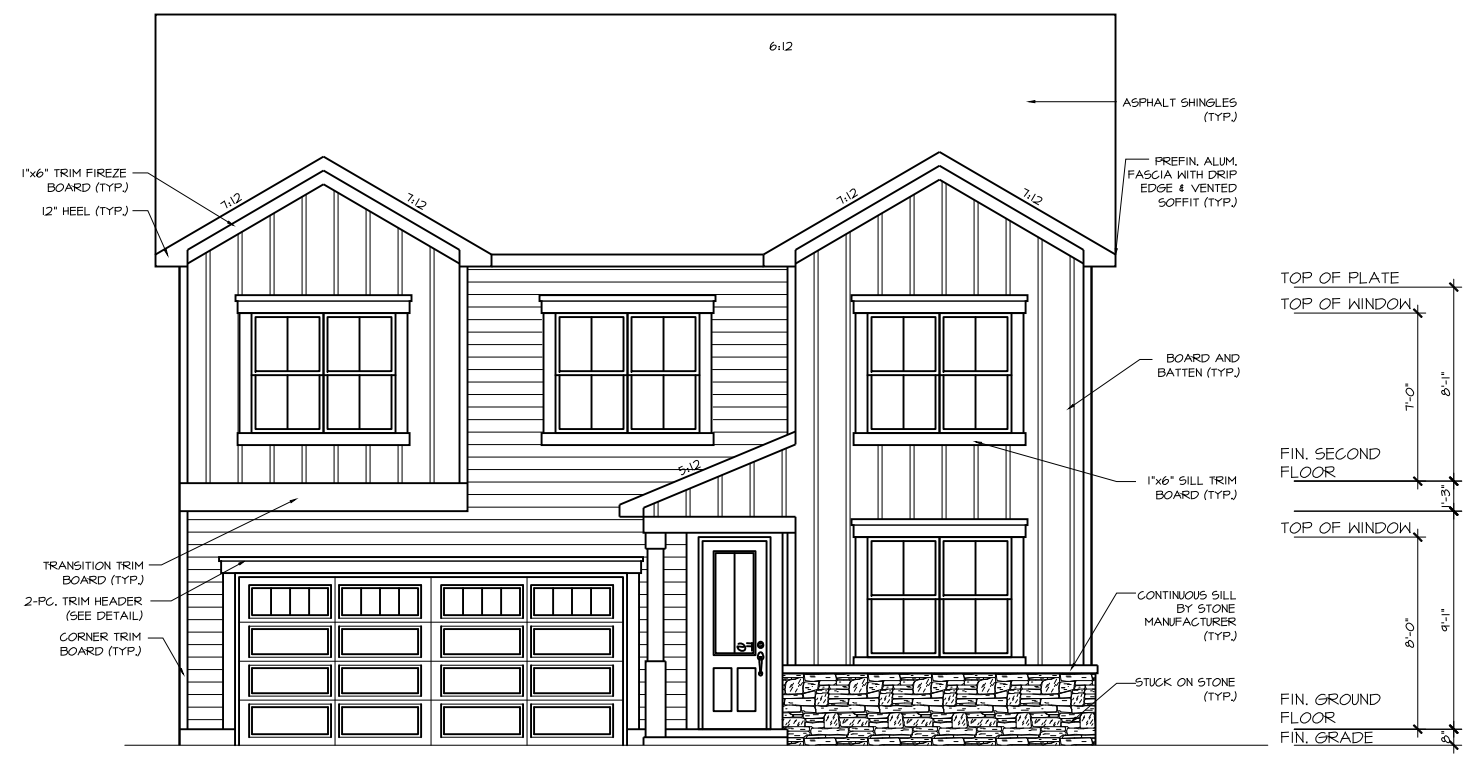 6:12
ASPHALT SHINGLES
(TYP.)
PREFIN. ALUM.
FASCIA WITH DRIP
EDGE & VENTED
SOFFIT (TYP.)
1"x6" TRIM FIREZE
BOARD (TYP.)
12" HEEL (TYP.)
7:12
7:12
7:12
7:12
TOP OF PLATE
TOP OF WINDOW
BOARD AND
BATTEN (TYP.)
7'-0"
8'-1"
5:12
FIN. SECOND
FLOOR
1"x6" SILL TRIM
BOARD (TYP.)
1'-3"
TOP OF WINDOW
TRANSITION TRIM
BOARD (TYP.)
2-PC. TRIM HEADER
(SEE DETAIL)
CORNER TRIM
BOARD (TYP.)
CONTINUOUS SILL
BY STONE
MANUFACTURER
(TYP.)
8'-0"
9'-1"
STUCK ON STONE
(TYP.)
FIN. GROUND
FLOOR
FIN. GRADE
8"